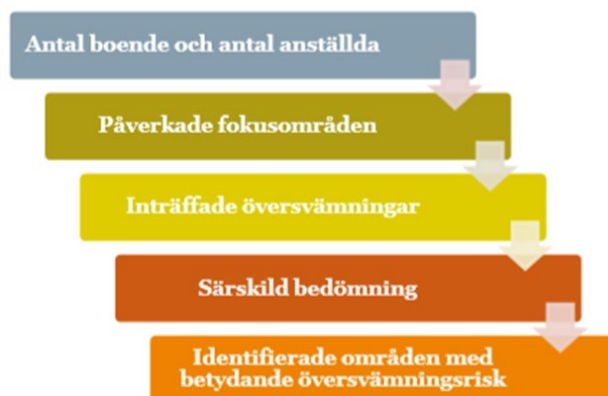 Antal boende och antal anställda
Påverkade fokusområden
Inträffade översvämningar
Särskild bedömning
Identifierade områden med
betydande översvämningsrisk